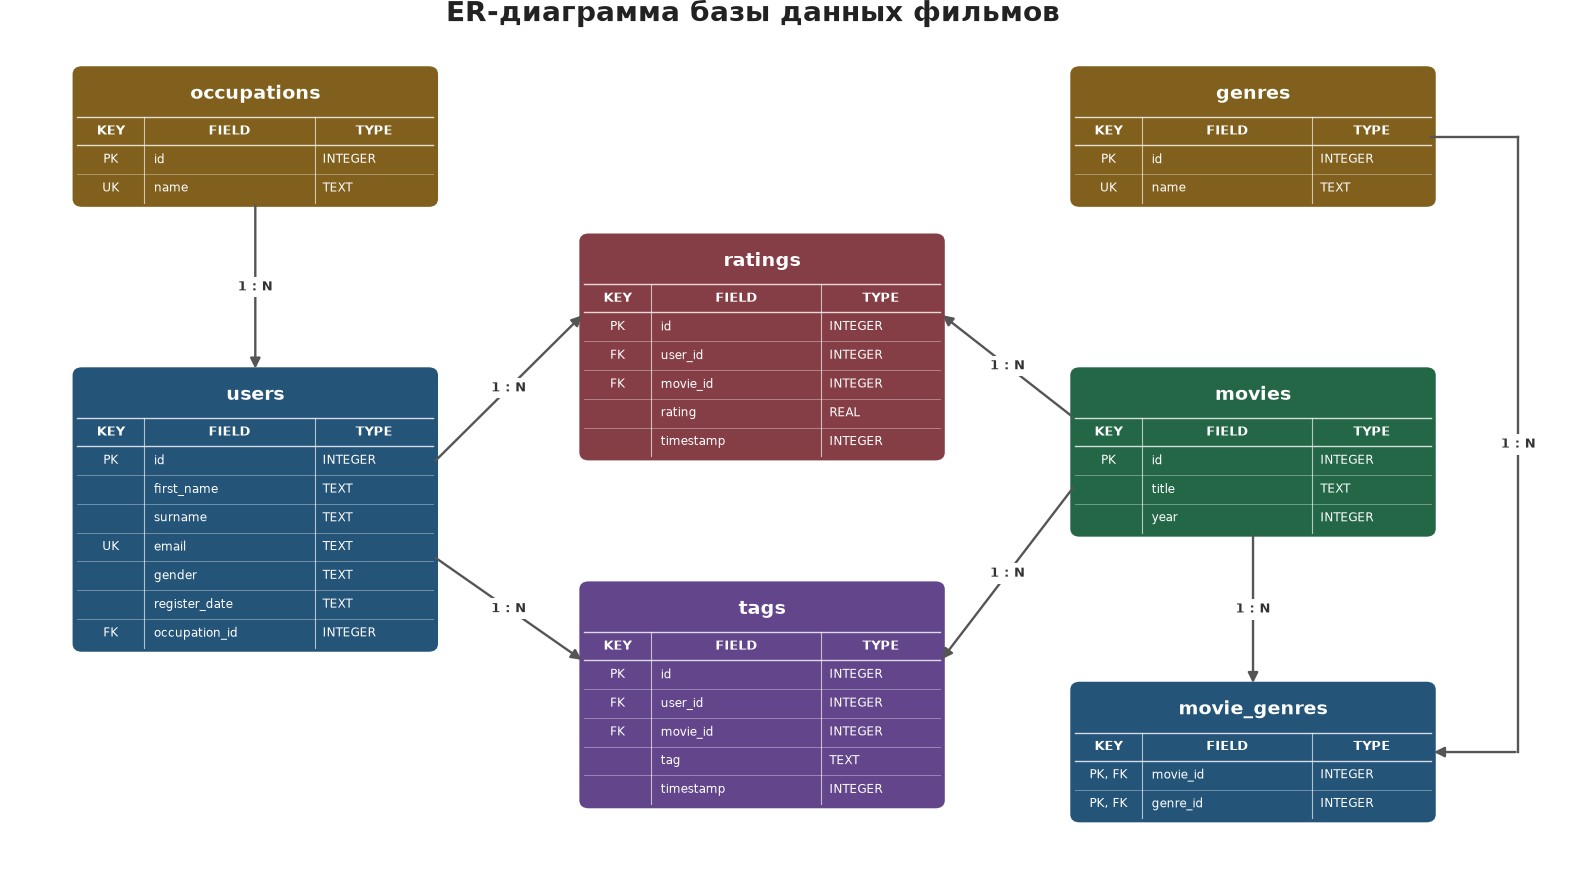 ER-диаграмма базы данных фильмов
occupations
KEY FIELD TYPE
PK id INTEGER
UK name TEXT
genres
KEY FIELD TYPE
PK id INTEGER
UK name TEXT
1 : N
ratings
KEY FIELD TYPE
PK id INTEGER
FK user_id INTEGER
FK movie_id INTEGER
rating REAL
timestamp INTEGER
1 : N
1 : N
users
KEY FIELD TYPE
PK id INTEGER
first_name TEXT
surname TEXT
UK email TEXT
gender TEXT
register_date TEXT
FK occupation_id INTEGER
movies
KEY FIELD TYPE
PK id INTEGER
title TEXT
year INTEGER
1 : N
1 : N
1 : N
1 : N
tags
KEY FIELD TYPE
PK id INTEGER
FK user_id INTEGER
FK movie_id INTEGER
tag TEXT
timestamp INTEGER
movie_genres
KEY FIELD TYPE
PK, FK movie_id INTEGER
PK, FK genre_id INTEGER